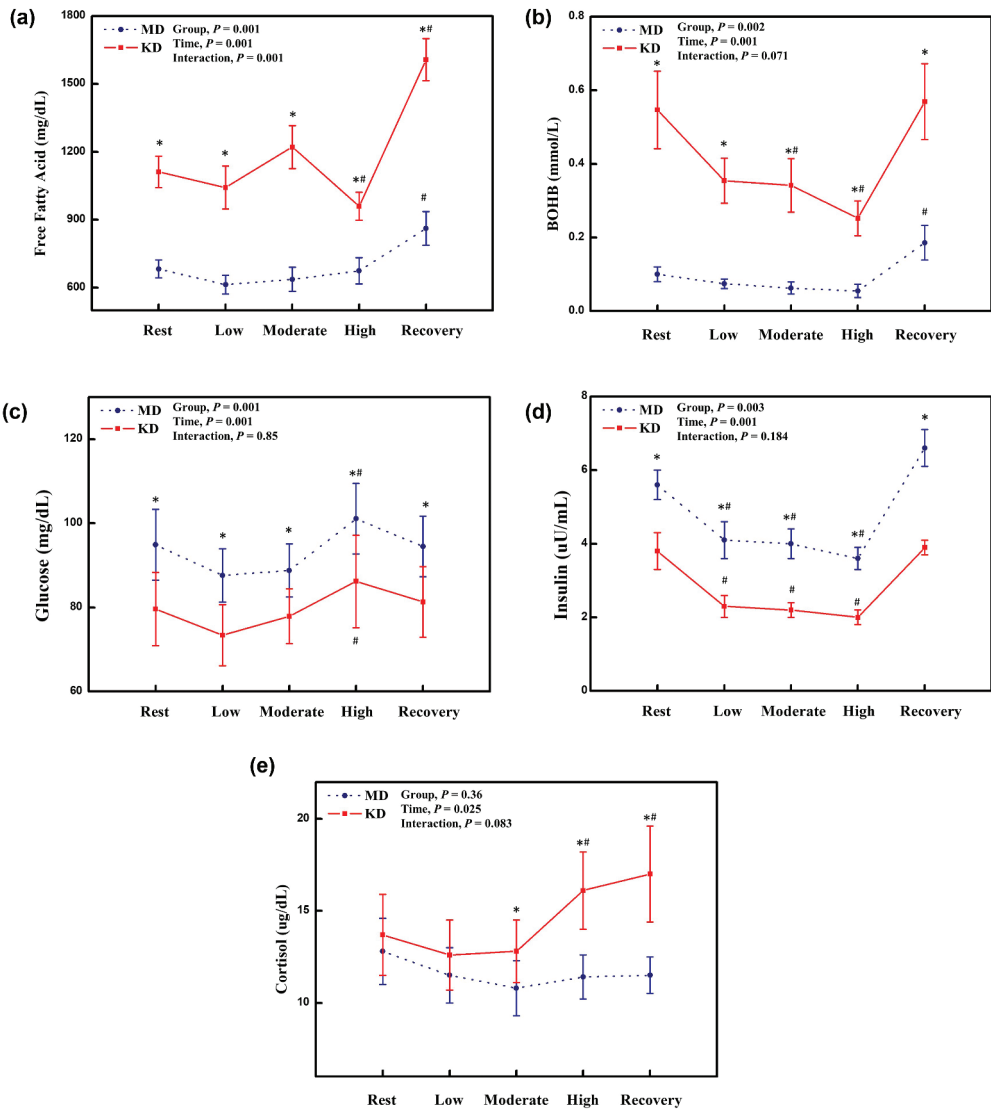 (a)
MD Group, P = 0.001
KD Time, P = 0.001
Interaction, P = 0.001
1800
1500
1200
900
600
Free Fatty Acid (mg/dL)
* * * *# *#
#
Rest Low Moderate High Recovery
(b)
MD Group, P = 0.002
KD Time, P = 0.001
Interaction, P = 0.071
0.8
0.6
0.4
0.2
0.0
BOHB (mmol/L)
* * *# *# *
#
Rest Low Moderate High Recovery
(c)
MD Group, P = 0.001
KD Time, P = 0.001
Interaction, P = 0.85
120
100
80
60
Glucose (mg/dL)
* * * *# *
#
Rest Low Moderate High Recovery
(d)
MD Group, P = 0.003
KD Time, P = 0.001
Interaction, P = 0.184
8
6
4
2
0
Insulin (uU/mL)
* *# *# *# *
# # #
Rest Low Moderate High Recovery
(e)
MD Group, P = 0.36
KD Time, P = 0.025
Interaction, P = 0.083
20
15
10
Cortisol (ug/dL)
* *# *#
Rest Low Moderate High Recovery